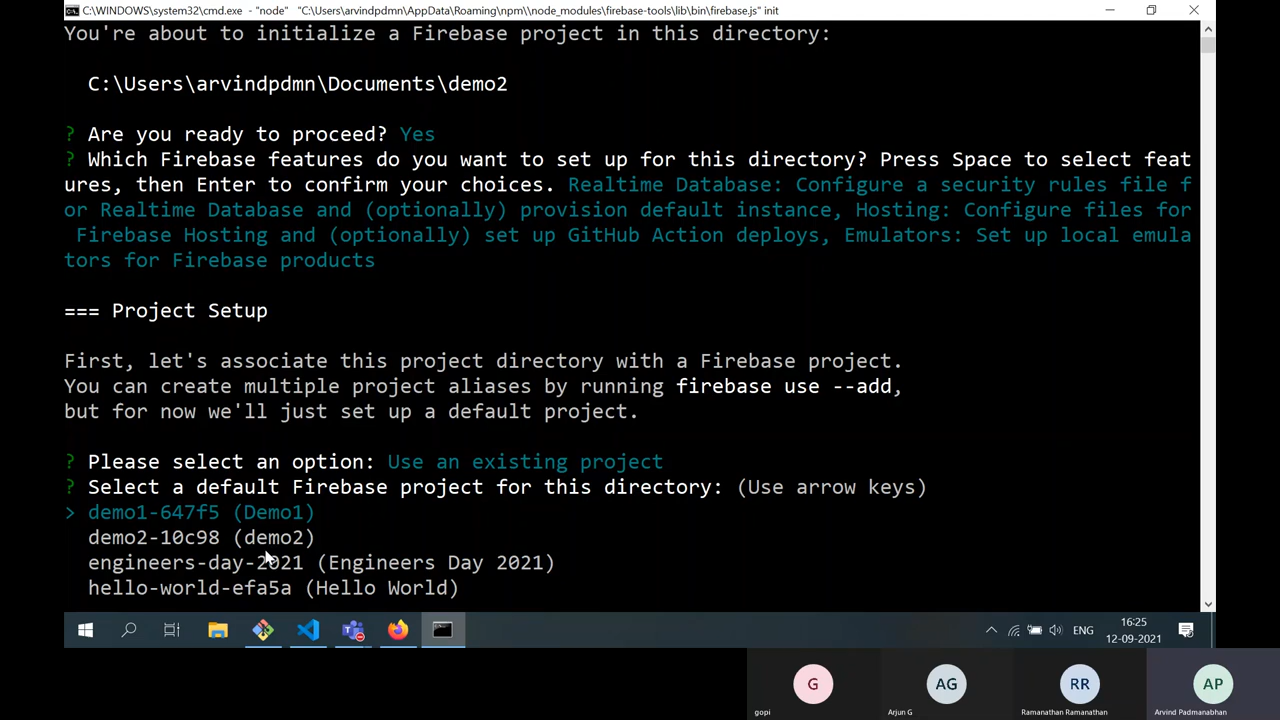 C:\WINDOWS\system32\cmd.exe - "node" "C:\Users\arvindpdmn\AppData\Roaming\npm\\node_modules\firebase-tools\lib\bin\firebase.js" init
You're about to initialize a Firebase project in this directory:
C:\Users\arvindpdmn\Documents\demo2
? Are you ready to proceed? Yes
? Which Firebase features do you want to set up for this directory? Press Space to select feat
ures, then Enter to confirm your choices. Realtime Database: Configure a security rules file f
or Realtime Database and (optionally) provision default instance, Hosting: Configure files for
Firebase Hosting and (optionally) set up GitHub Action deploys, Emulators: Set up local emula
tors for Firebase products
=== Project Setup
First, let's associate this project directory with a Firebase project.
You can create multiple project aliases by running firebase use --add,
but for now we'll just set up a default project.
? Please select an option: Use an existing project
? Select a default Firebase project for this directory: (Use arrow keys)
> demo1-647f5 (Demo1)
demo2-10c98 (demo2)
engineers-day-2021 (Engineers Day 2021)
hello-world-efa5a (Hello World)
ENG
16:25
12-09-2021
G
AG
RR
AP
gopi
Arjun G
Ramanathan Ramanathan
Arvind Padmanabhan